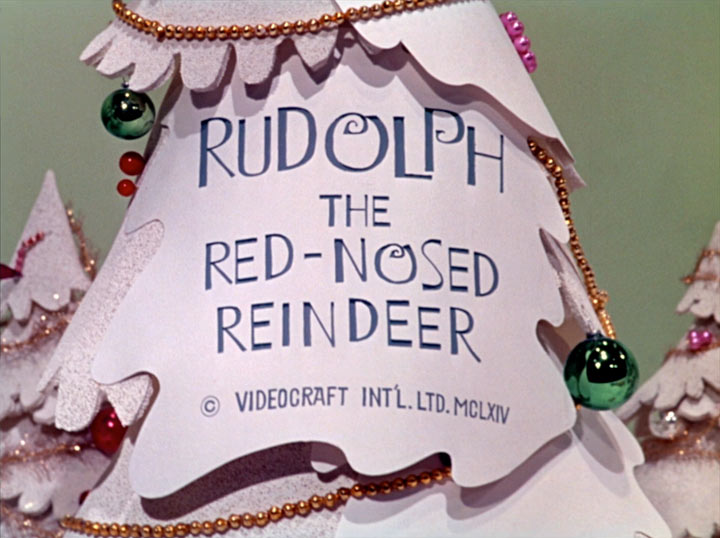 RUDOLPH
THE
RED-NOSED
REINDEER
© VIDEOCRAFT INT'L. LTD. MCLXIV